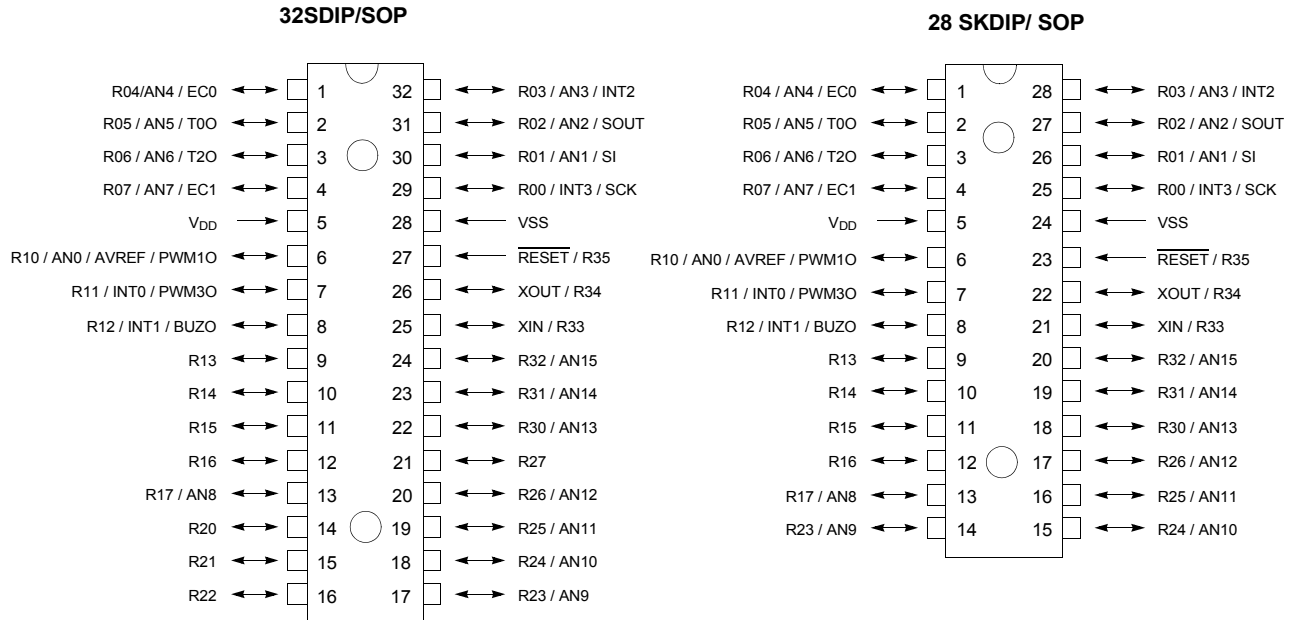 32SDIP/SOP
R04/AN4 / EC0 1 32 R03 / AN3 / INT2
R05 / AN5 / T0O 2 31 R02 / AN2 / SOUT
R06 / AN6 / T2O 3 30 R01 / AN1 / SI
R07 / AN7 / EC1 4 29 R00 / INT3 / SCK
VDD 5 28 VSS
R10 / AN0 / AVREF / PWM1O 6 27 RESET / R35
R11 / INT0 / PWM3O 7 26 XOUT / R34
R12 / INT1 / BUZO 8 25 XIN / R33
R13 9 24 R32 / AN15
R14 10 23 R31 / AN14
R15 11 22 R30 / AN13
R16 12 21 R27
R17 / AN8 13 20 R26 / AN12
R20 14 19 R25 / AN11
R21 15 18 R24 / AN10
R22 16 17 R23 / AN9
28 SKDIP/ SOP
R04 / AN4 / EC0 1 28 R03 / AN3 / INT2
R05 / AN5 / T0O 2 27 R02 / AN2 / SOUT
R06 / AN6 / T2O 3 26 R01 / AN1 / SI
R07 / AN7 / EC1 4 25 R00 / INT3 / SCK
VDD 5 24 VSS
R10 / AN0 / AVREF / PWM1O 6 23 RESET / R35
R11 / INT0 / PWM3O 7 22 XOUT / R34
R12 / INT1 / BUZO 8 21 XIN / R33
R13 9 20 R32 / AN15
R14 10 19 R31 / AN14
R15 11 18 R30 / AN13
R16 12 17 R26 / AN12
R17 / AN8 13 16 R25 / AN11
R23 / AN9 14 15 R24 / AN10